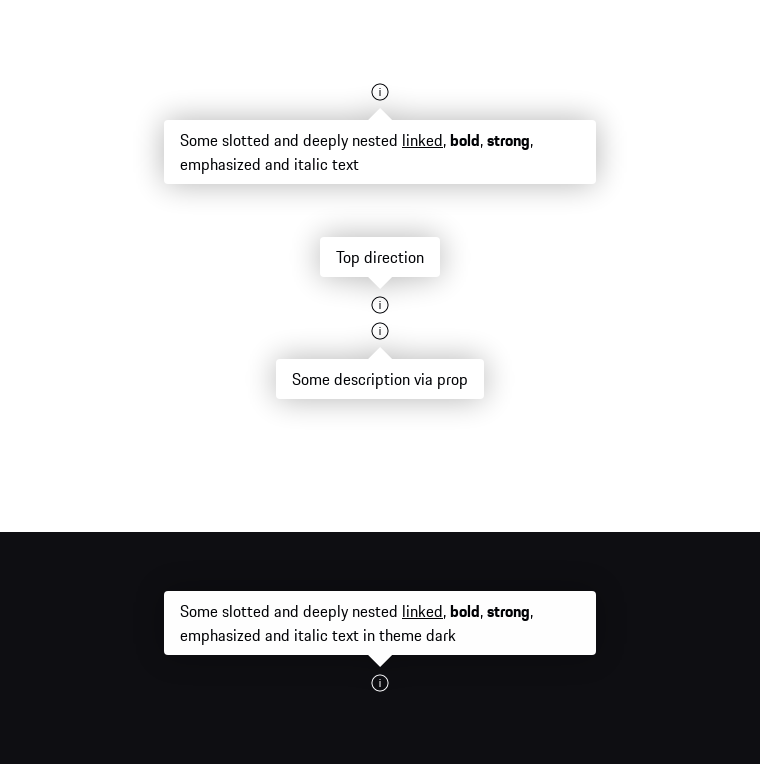 Some slotted and deeply nested linked, bold, strong,
emphasized and italic text
Top direction
Some description via prop
Some slotted and deeply nested linked, bold, strong,
emphasized and italic text in theme dark